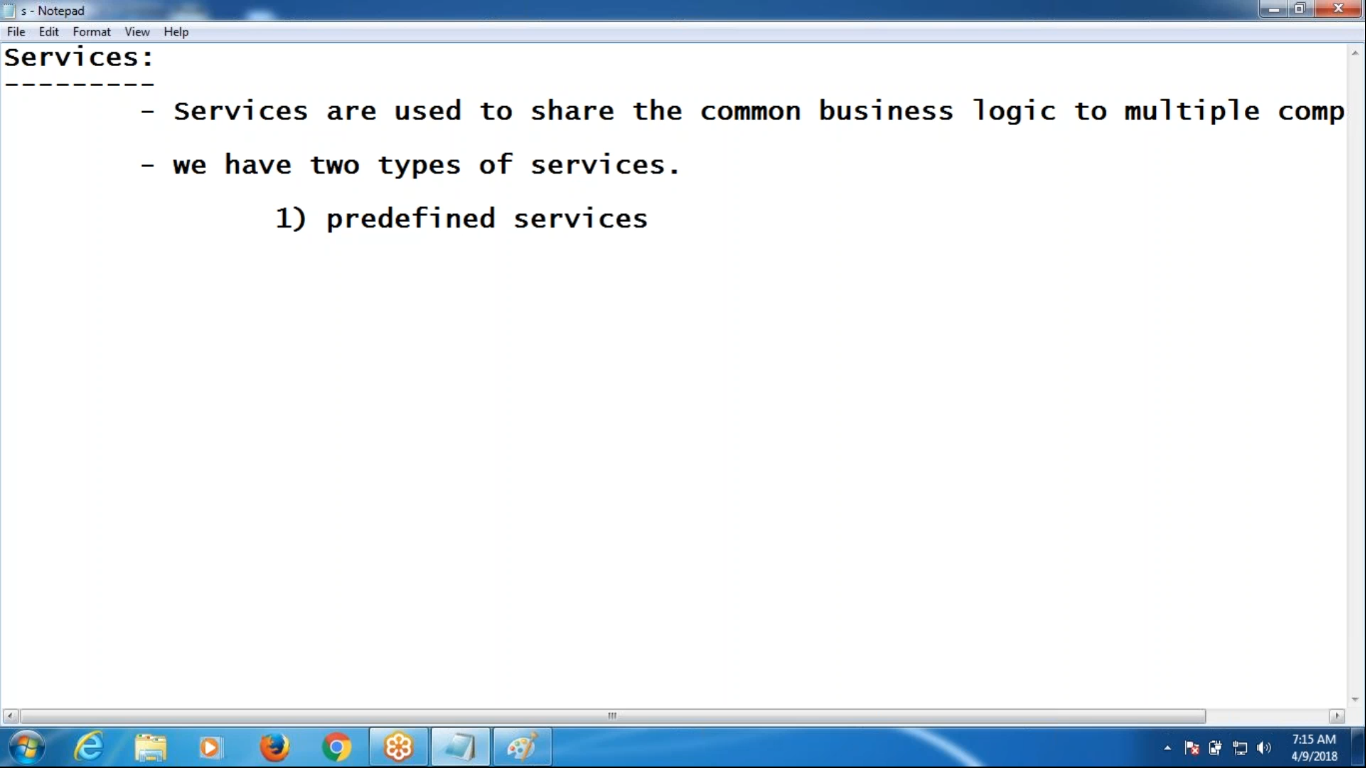 s - Notepad
File Edit Format View Help
Services:
---------
- Services are used to share the common business logic to multiple comp
- we have two types of services.
1) predefined services
7:15 AM
4/9/2018